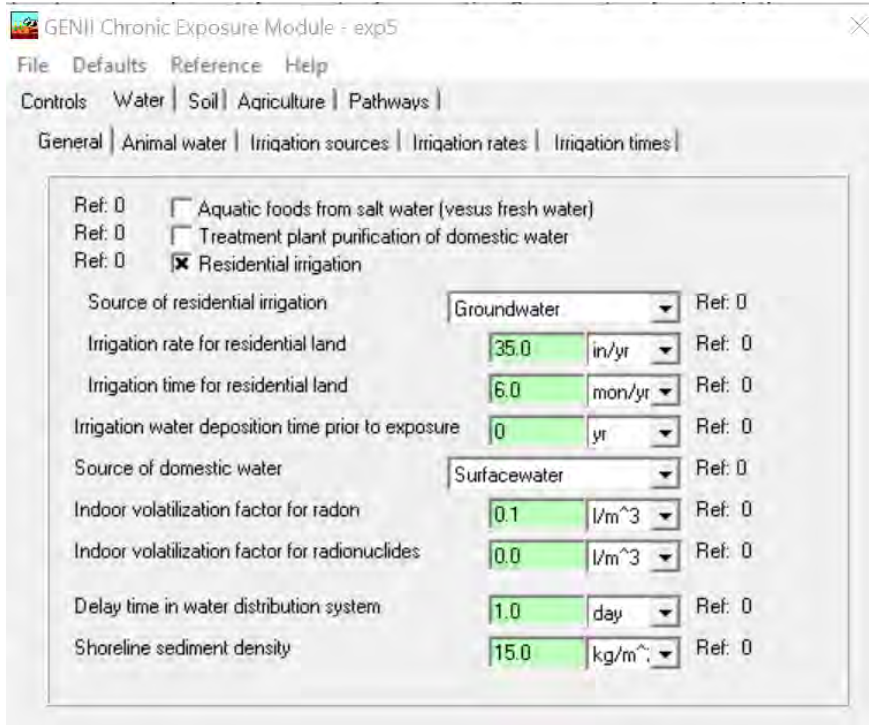 GENII Chronic Exposure Module - exp5
File Defaults Reference Help
Controls Water Soil Agriculture Pathways
General Animal water Irrigation sources Irrigation rates Irrigation times
Ref: 0 Aquatic foods from salt water (vesus fresh water)
Ref: 0 Treatment plant purification of domestic water
Ref: 0 Residential irrigation
Source of residential irrigation Groundwater Ref: 0
Irrigation rate for residential land 35.0 in/yr Ref: 0
Irrigation time for residential land 6.0 mon/yr Ref: 0
Irrigation water deposition time prior to exposure 0 yr Ref: 0
Source of domestic water Surfacewater Ref: 0
Indoor volatilization factor for radon 0.1 l/m^3 Ref: 0
Indoor volatilization factor for radionuclides 0.0 l/m^3 Ref: 0
Delay time in water distribution system 1.0 day Ref: 0
Shoreline sediment density 15.0 kg/m^ Ref: 0